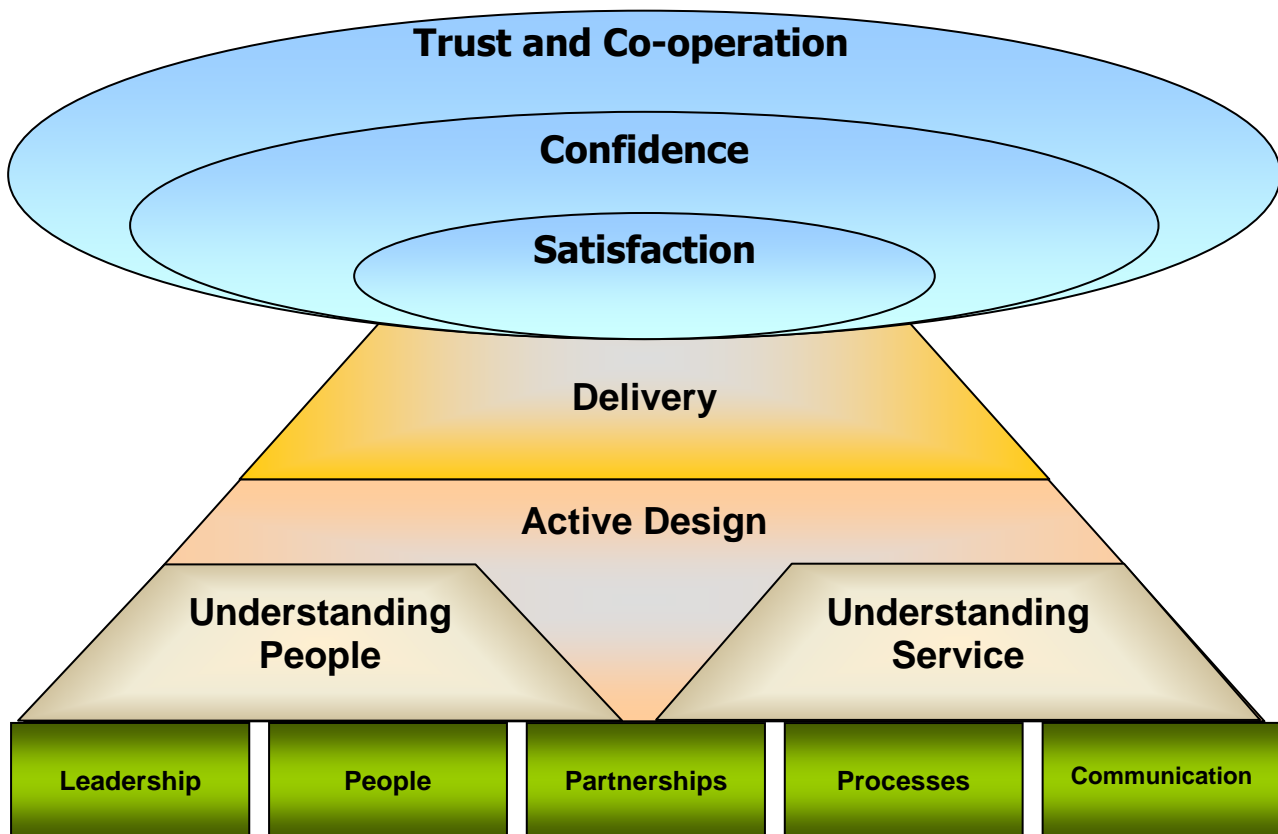 Trust and Co-operation
Confidence
Satisfaction
Delivery
Active Design
Understanding
People
Understanding
Service
Leadership
People
Partnerships
Processes
Communication